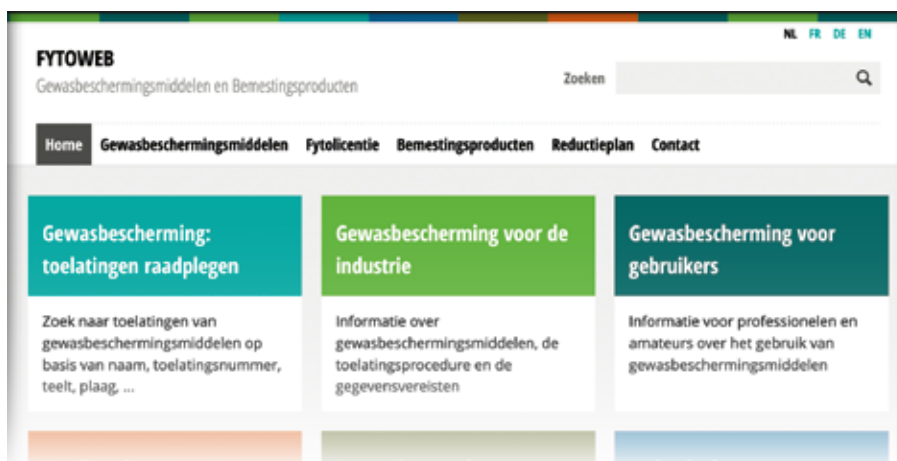 NL FR DE EN
FYTOWEB
Gewasbeschermingsmiddelen en Bemestingsproducten
Zoeken
Home Gewasbeschermingsmiddelen Fytolicentie Bemestingsproducten Reductieplan Contact
Gewasbescherming:
toelatingen raadplegen
Zoek naar toelatingen van
gewasbeschermingsmiddelen op
basis van naam, toelatingsnummer,
teelt, plaag, ...
Gewasbescherming voor de
industrie
Informatie over
gewasbeschermingsmiddelen, de
toelatingsprocedure en de
gegevensvereisten
Gewasbescherming voor
gebruikers
Informatie voor professionelen en
amateurs over het gebruik van
gewasbeschermingsmiddelen